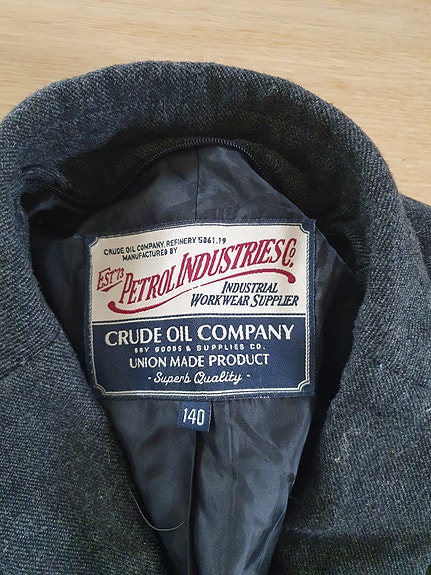 CRUDE OIL COMPANY, REFINERY 5061.19
MANUFACTURED BY
EST'73 PETROL INDUSTRIES Co.
INDUSTRIAL
WORKWEAR SUPPLIER
CRUDE OIL COMPANY
DRY GOODS & SUPPLIES CO.
UNION MADE PRODUCT
- Superb Quality -
140